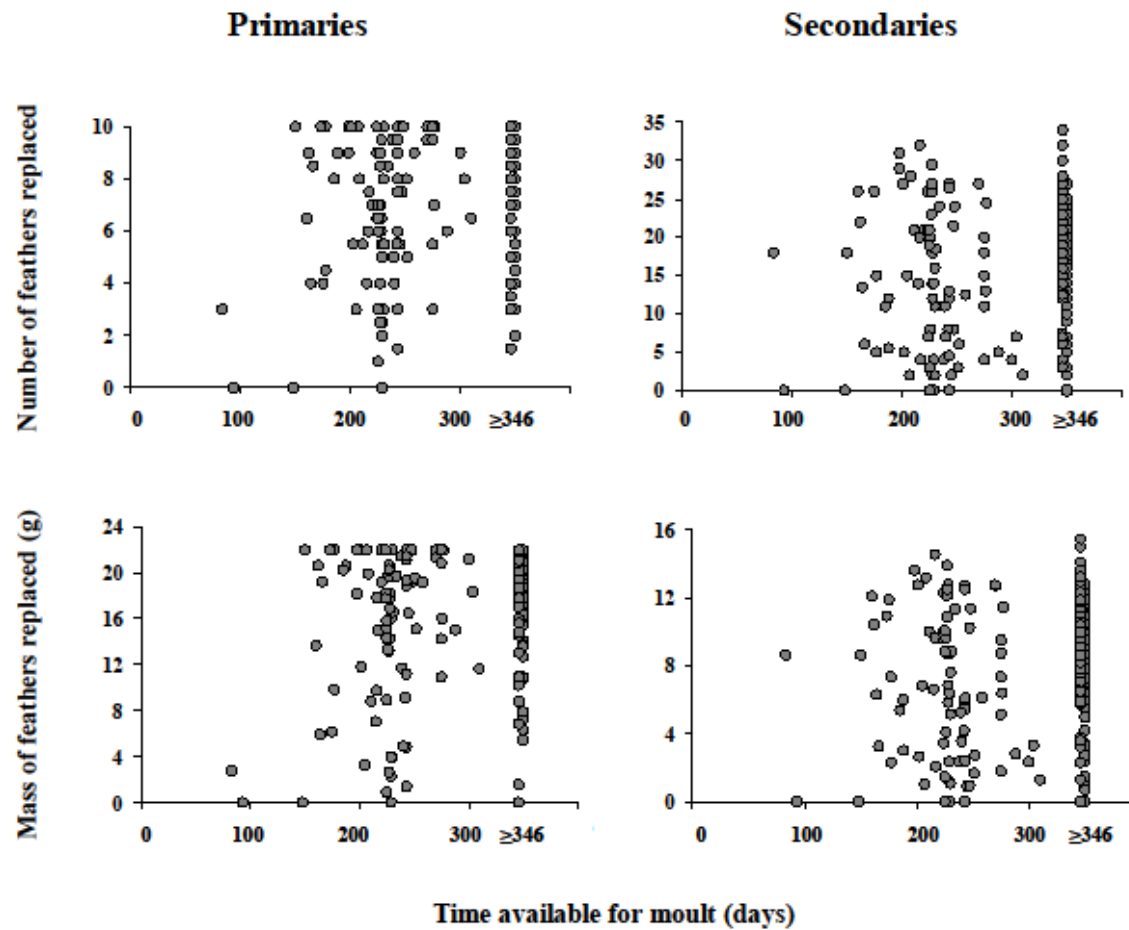 Primaries
Secondaries
Number of feathers replaced
10
8
6
4
2
0
0 100 200 300 ≥346
35
30
25
20
15
10
5
0
0 100 200 300 ≥346
Mass of feathers replaced (g)
24
20
16
12
8
4
0
0 100 200 300 ≥346
16
12
8
4
0
0 100 200 300 ≥346
Time available for moult (days)